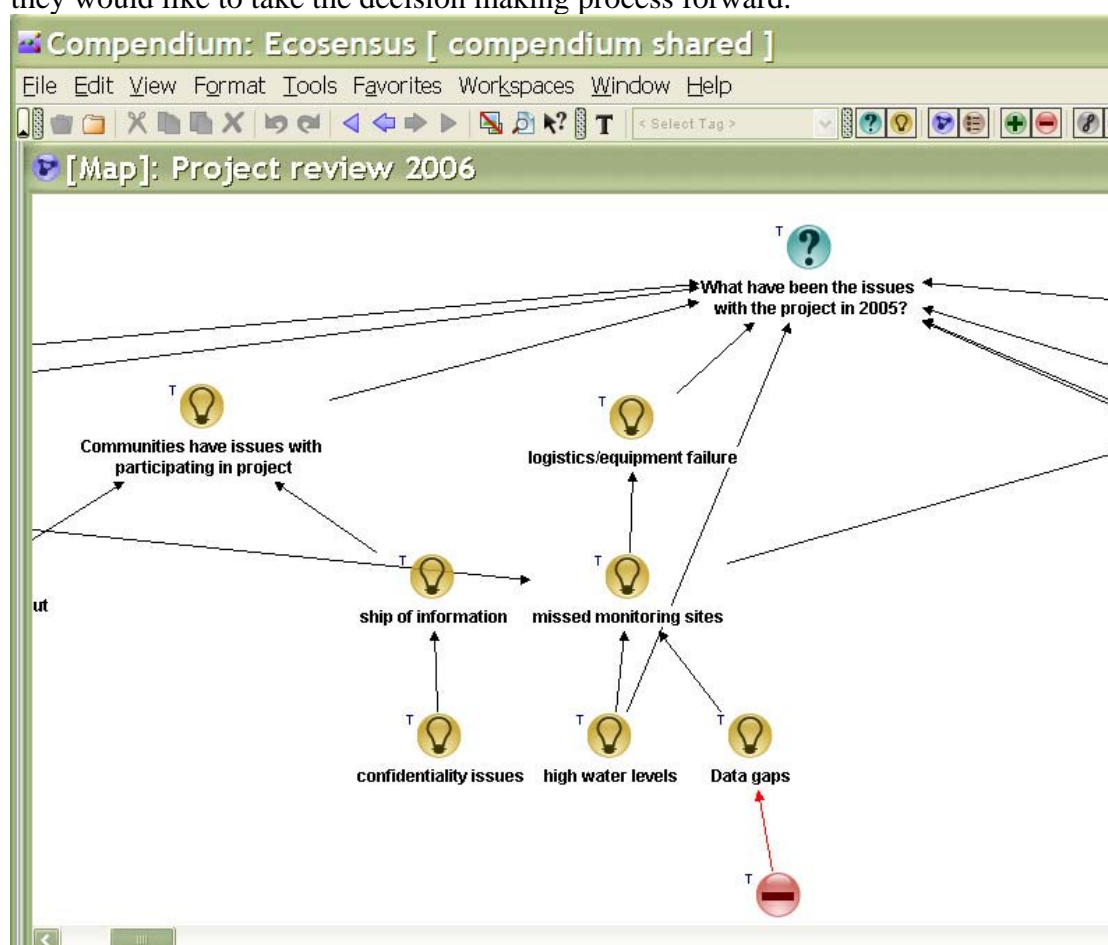 they would like to take the decision making process forward.
Compendium: Ecosensus [ compendium shared ]
File Edit View Format Tools Favorites Workspaces Window Help
T < Select Tag >
[Map]: Project review 2006
T
What have been the issues
with the project in 2005?
T
Communities have issues with
participating in project
T
logistics/equipment failure
T
ship of information
T
missed monitoring sites
ut
T
confidentiality issues
T
high water levels
T
Data gaps
T